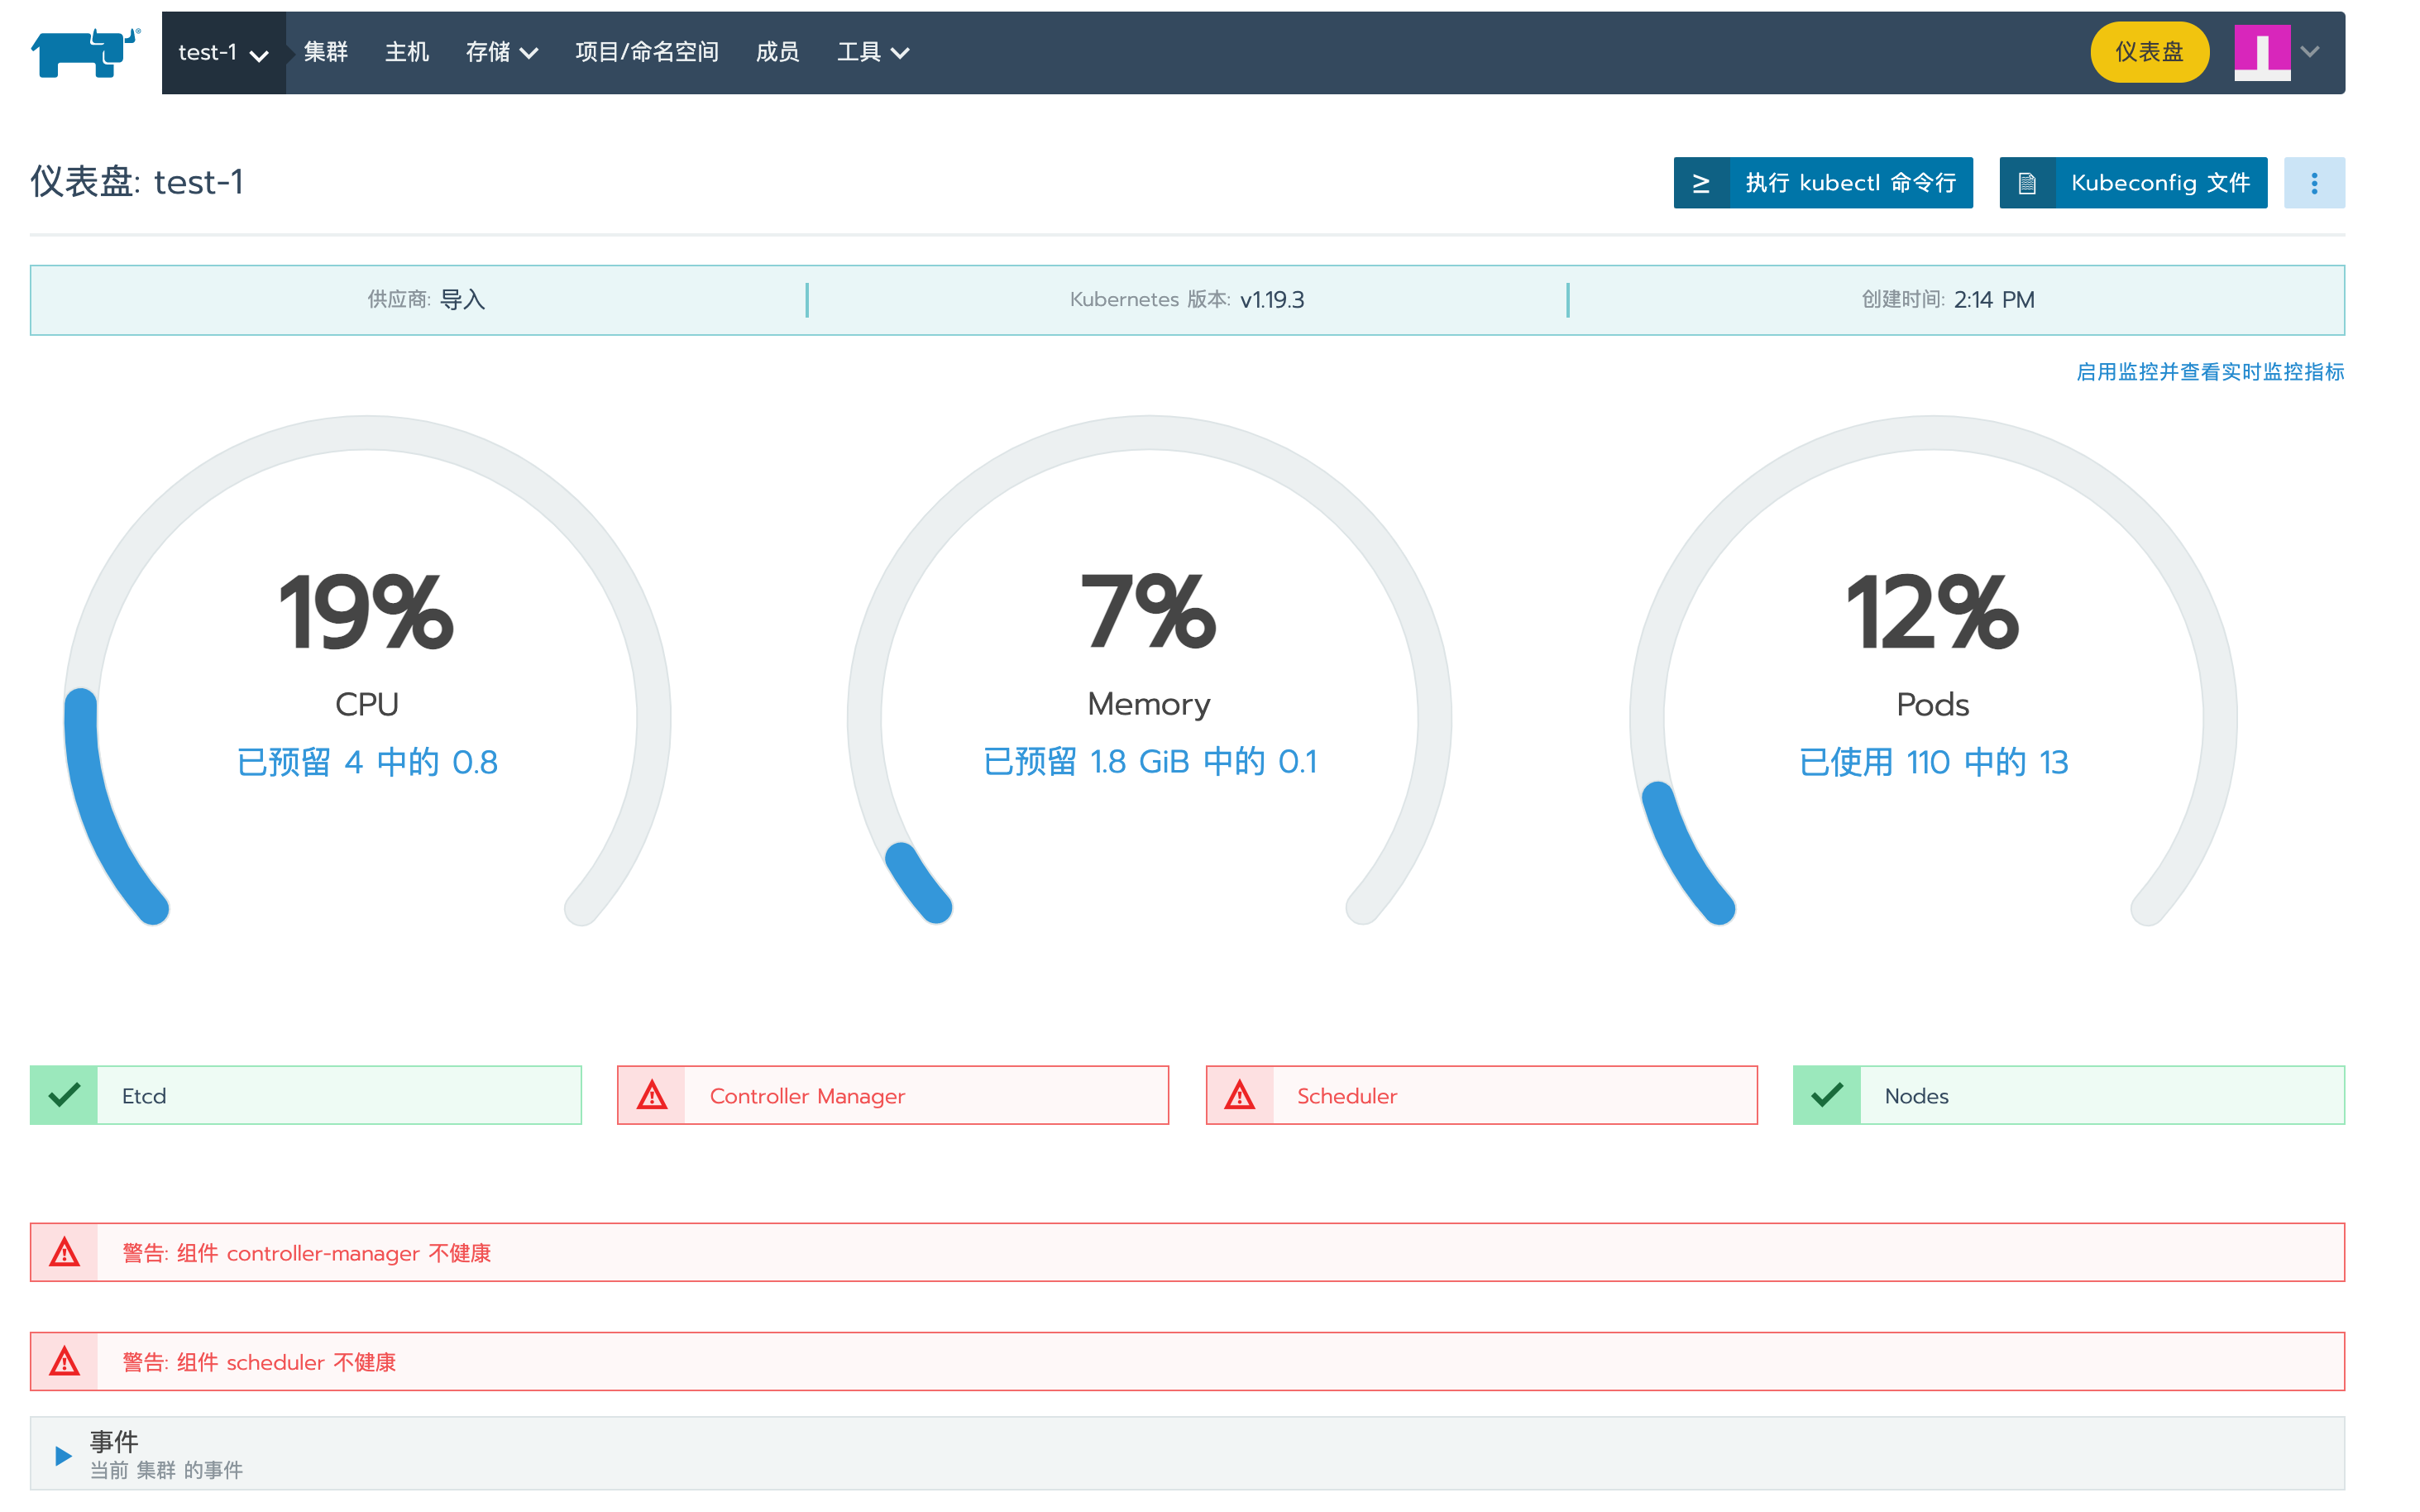 test-1 集群 主机 存储 项目/命名空间 成员 工具 仪表盘
仪表盘: test-1
执行 kubectl 命令行 Kubeconfig 文件
供应商: 导入 Kubernetes 版本: v1.19.3 创建时间: 2:14 PM
启用监控并查看实时监控指标
19% 7% 12%
CPU Memory Pods
已预留 4 中的 0.8 已预留 1.8 GiB 中的 0.1 已使用 110 中的 13
Etcd Controller Manager Scheduler Nodes
警告: 组件 controller-manager 不健康
警告: 组件 scheduler 不健康
事件
当前 集群 的事件